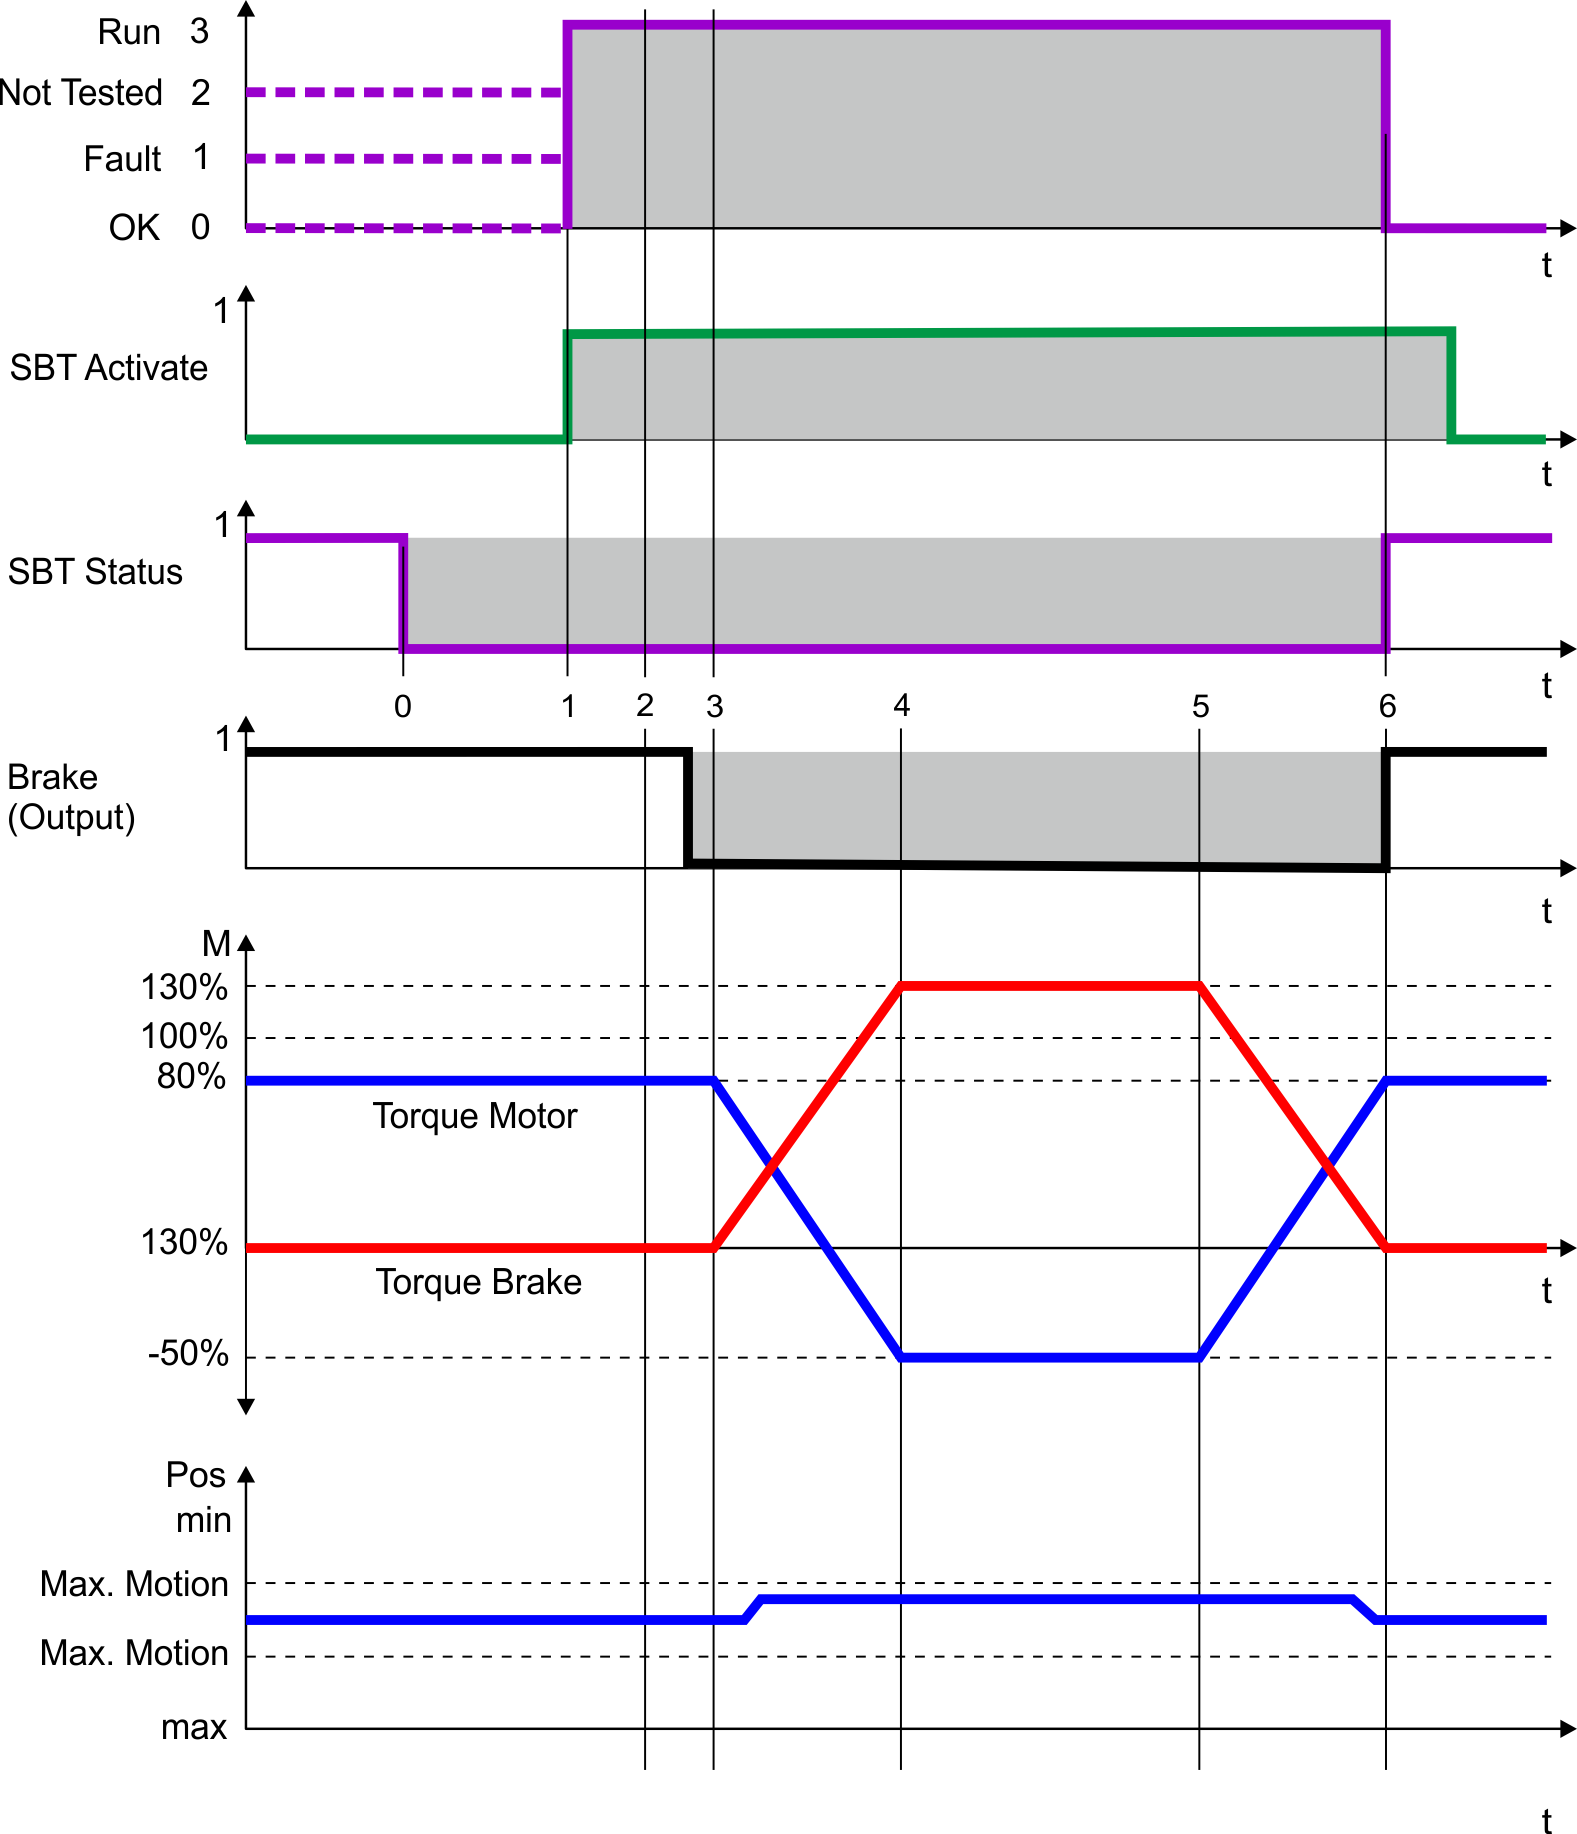 Run 3
Not Tested 2
Fault 1
OK 0
t
1
SBT Activate
t
1
SBT Status
t
0 1 2 3 4 5 6
1
Brake
(Output)
t
M
130%
100%
80%
Torque Motor
130%
Torque Brake
t
-50%
Pos
min
Max. Motion
Max. Motion
max
t